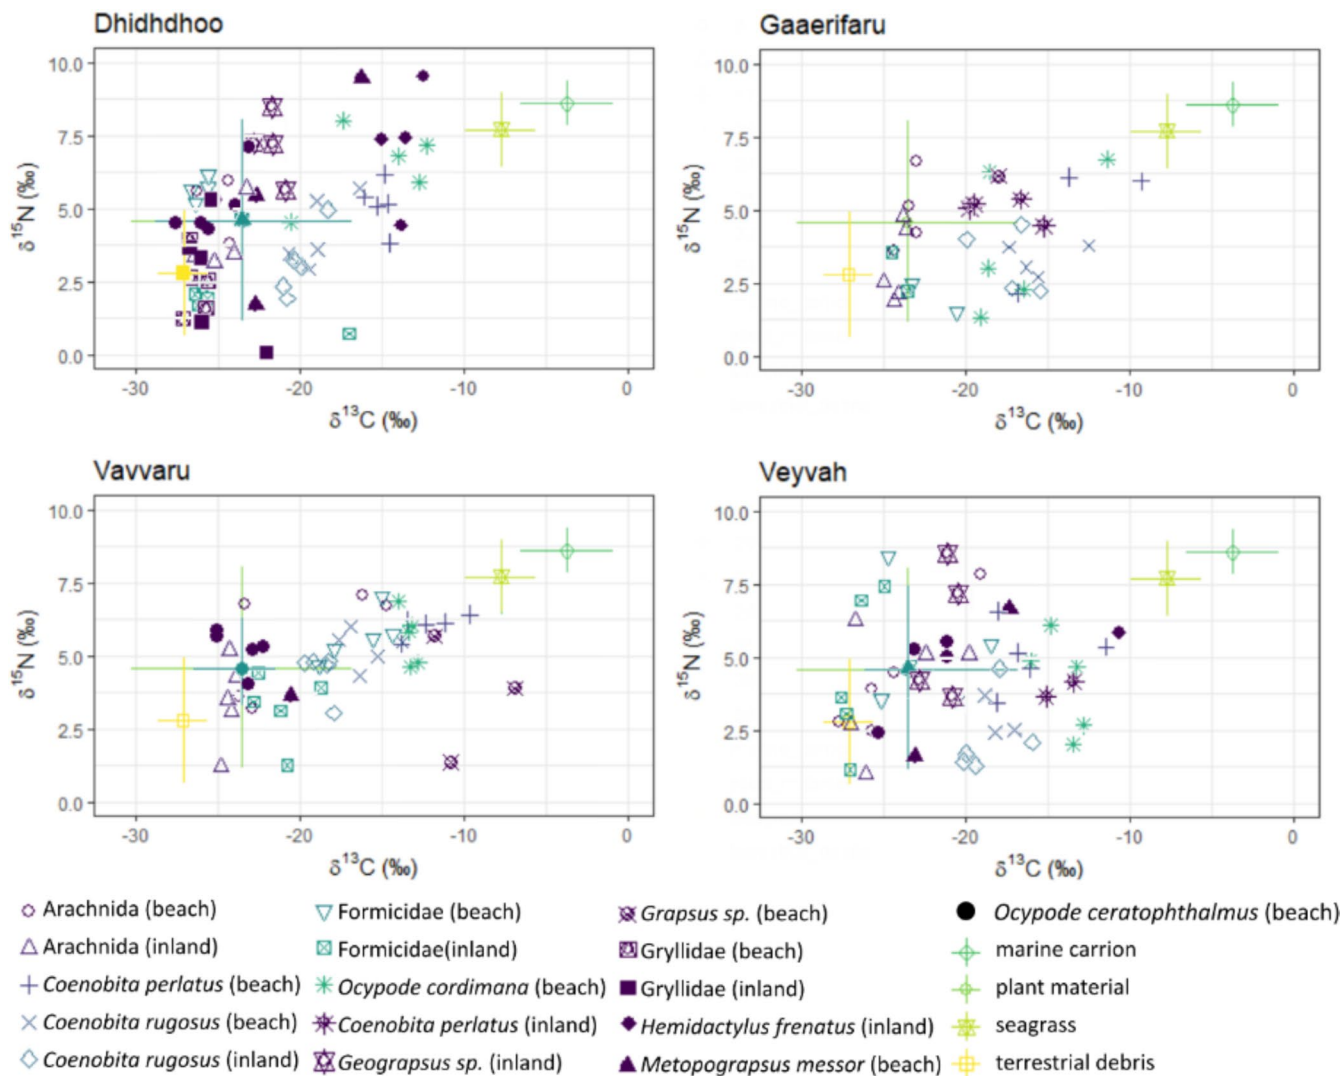 Dhidhdhoo
Gaaerifaru
10.0
7.5
5.0
2.5
0.0
δ15N (‰)
-30
-20
-10
0
δ13C (‰)
10.0
7.5
5.0
2.5
0.0
δ15N (‰)
-30
-20
-10
0
δ13C (‰)
Vavvaru
Veyvah
10.0
7.5
5.0
2.5
0.0
δ15N (‰)
-30
-20
-10
0
δ13C (‰)
10.0
7.5
5.0
2.5
0.0
δ15N (‰)
-30
-20
-10
0
δ13C (‰)
Arachnida (beach)
Arachnida (inland)
Coenobita perlatus (beach)
Coenobita rugosus (beach)
Coenobita rugosus (inland)
Formicidae (beach)
Formicidae(inland)
Ocypode cordimana (beach)
Coenobita perlatus (inland)
Geograpsus sp. (inland)
Grapsus sp. (beach)
Gryllidae (beach)
Gryllidae (inland)
Hemidactylus frenatus (inland)
Metopograpsus messor (beach)
Ocypode ceratophthalmus (beach)
marine carrion
plant material
seagrass
terrestrial debris